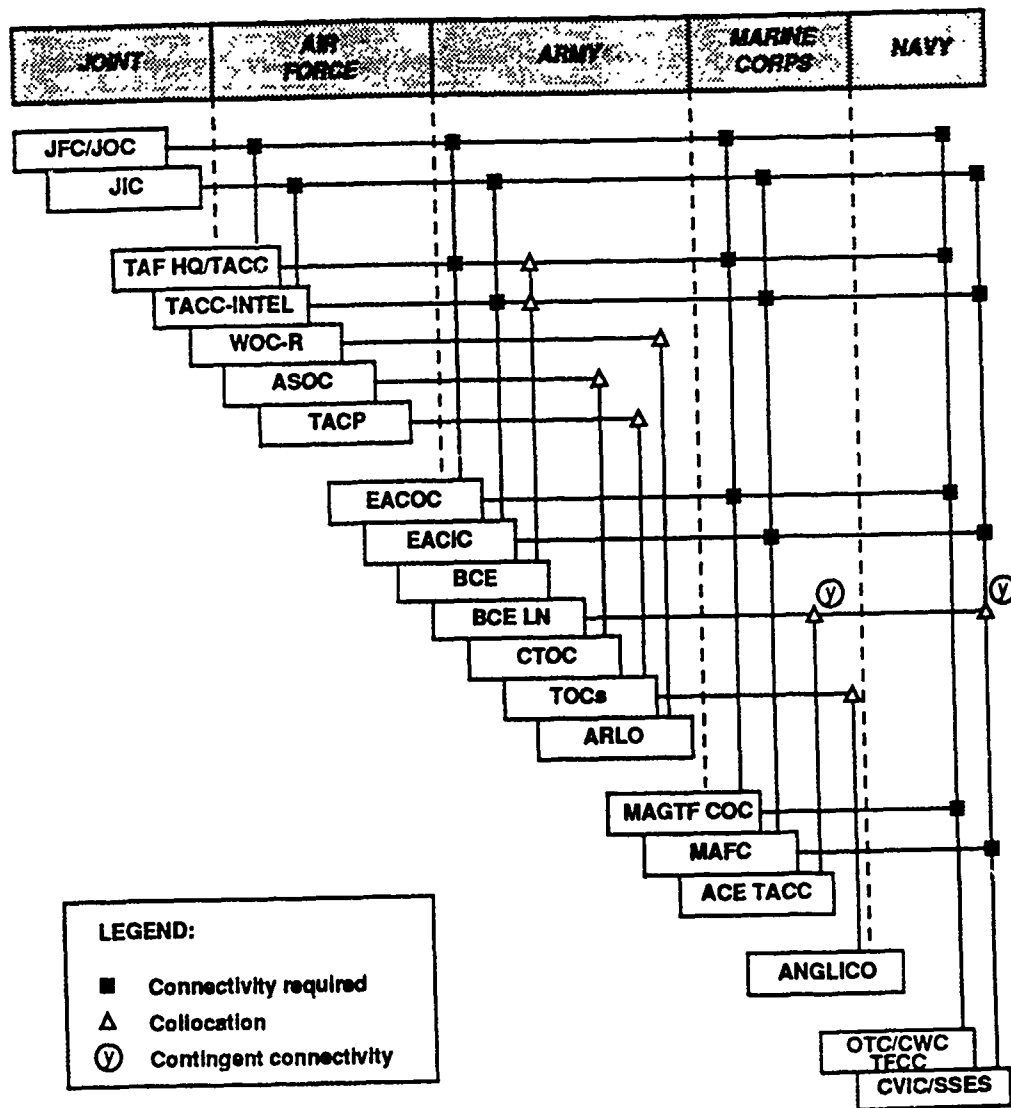 JOINT
AIR
FORCE
ARMY
MARINE
CORPS
NAVY
JFC/JOC
JIC
TAF HQ/TACC
TACC-INTEL
WOC-R
ASOC
TACP
EACOC
EACIC
BCE
y
y
BCE LN
CTOC
TOCs
ARLO
MAGTF COC
MAFC
ACE TACC
ANGLICO
OTC/CWC
TFCC
CVIC/SSES
LEGEND:
Connectivity required
Collocation
y Contingent connectivity